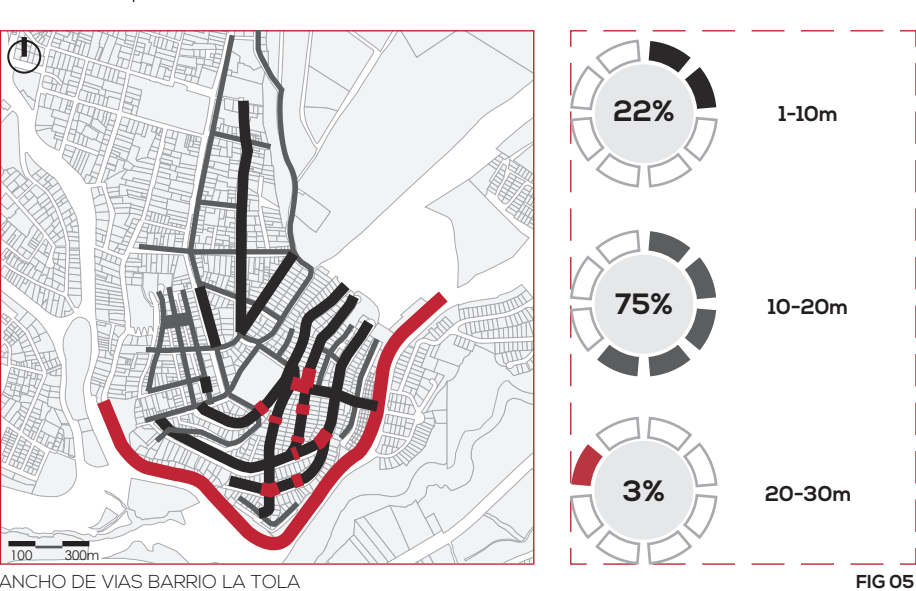 22%
1-10m
75%
10-20m
3%
20-30m
100 300m
ANCHO DE VIAS BARRIO LA TOLA
FIG 05